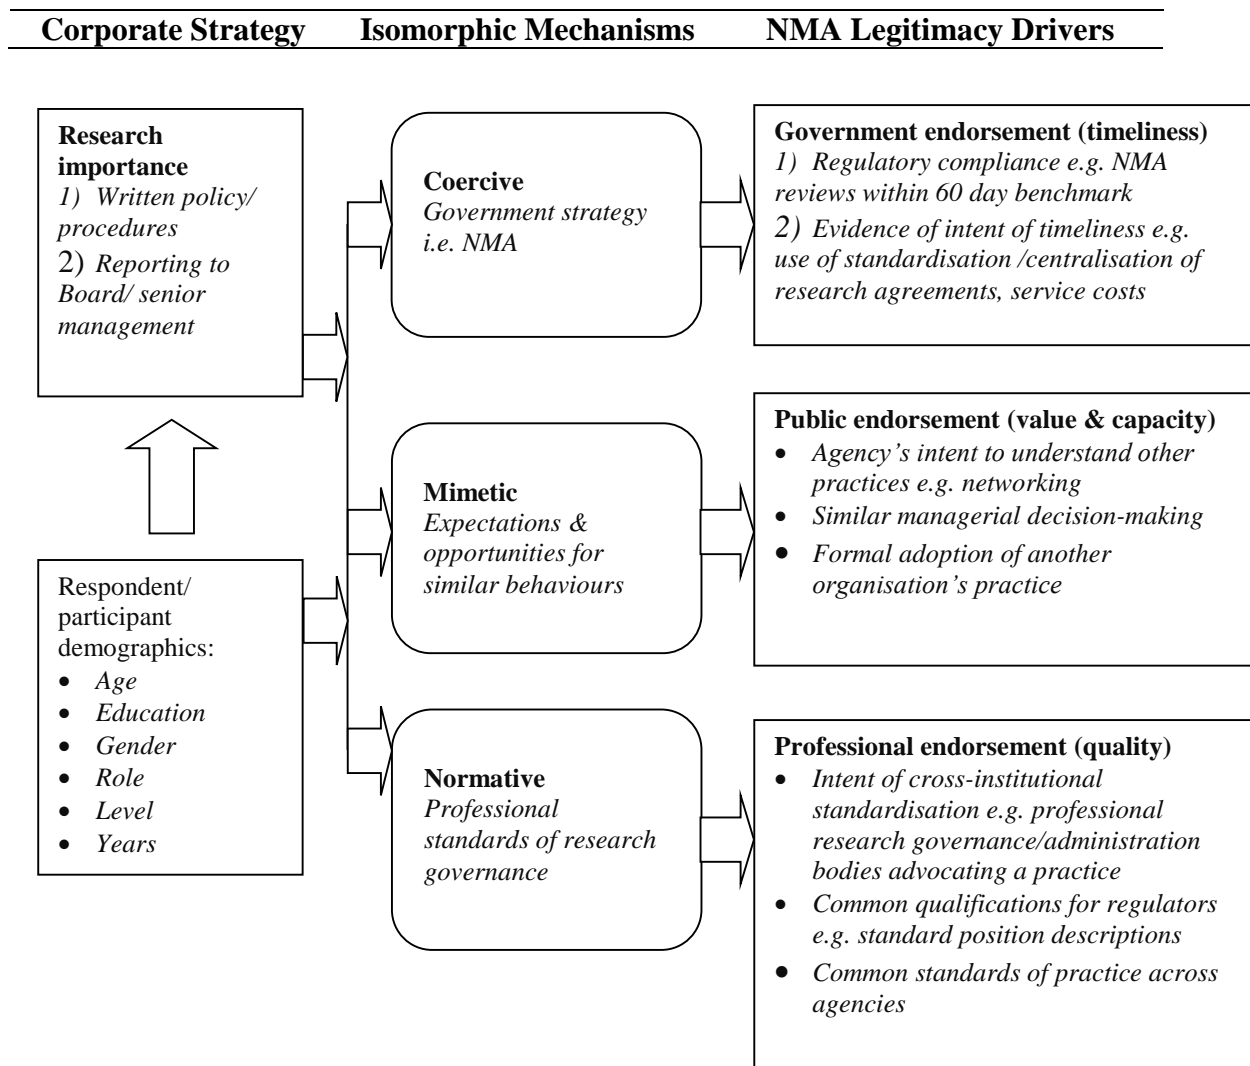 Corporate Strategy
Isomorphic Mechanisms
NMA Legitimacy Drivers
Research
importance
1) Written policy/
procedures
2) Reporting to
Board/ senior
management
Respondent/
participant
demographics:
• Age
• Education
• Gender
• Role
• Level
• Years
Coercive
Government strategy
i.e. NMA
Mimetic
Expectations &
opportunities for
similar behaviours
Normative
Professional
standards of research
governance
Government endorsement (timeliness)
1) Regulatory compliance e.g. NMA
reviews within 60 day benchmark
2) Evidence of intent of timeliness e.g.
use of standardisation /centralisation of
research agreements, service costs
Public endorsement (value & capacity)
• Agency’s intent to understand other
practices e.g. networking
• Similar managerial decision-making
• Formal adoption of another
organisation’s practice
Professional endorsement (quality)
• Intent of cross-institutional
standardisation e.g. professional
research governance/administration
bodies advocating a practice
• Common qualifications for regulators
e.g. standard position descriptions
• Common standards of practice across
agencies